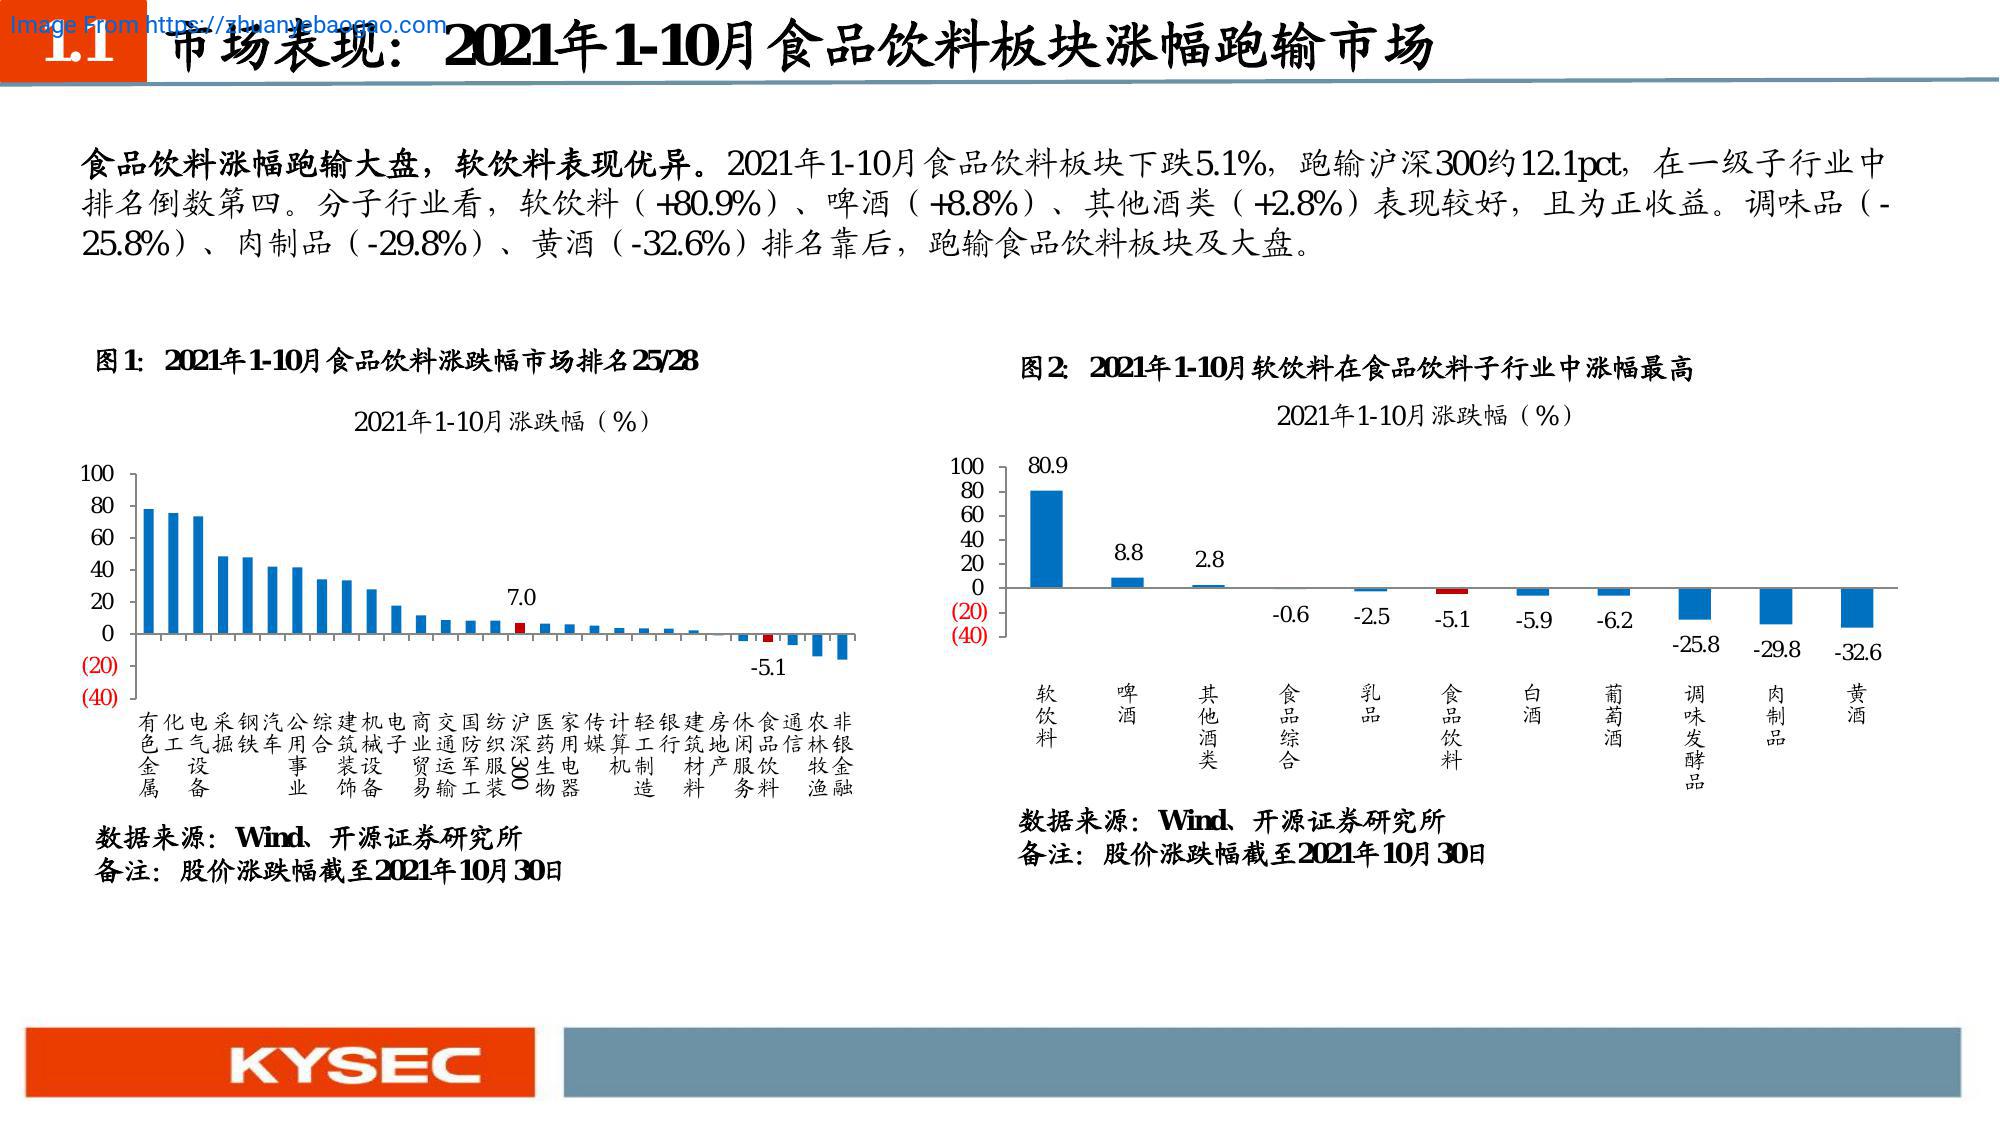 Image From https://zhuanyebaogao.com
1.1 市场表现：2021年1-10月食品饮料板块涨幅跑输市场
食品饮料涨幅跑输大盘，软饮料表现优异。2021年1-10月食品饮料板块下跌5.1%，跑输沪深300约12.1pct，在一级子行业中
排名倒数第四。分子行业看，软饮料（+80.9%）、啤酒（+8.8%）、其他酒类（+2.8%）表现较好，且为正收益。调味品（-
25.8%）、肉制品（-29.8%）、黄酒（-32.6%）排名靠后，跑输食品饮料板块及大盘。
图1：2021年1-10月食品饮料涨跌幅市场排名25/28
2021年1-10月涨跌幅（%）
100
80
60
40
20
0
(20)
(40)
7.0
-5.1
有色金属
化工
电气设备
采掘
钢铁
汽车
公用事业
综合
建筑装饰
机械设备
电子
商业贸易
交通运输
国防军工
纺织服装
沪深300
医药生物
家用电器
传媒
计算机
轻工制造
银行
建筑材料
房地产
休闲服务
食品饮料
通信
农林牧渔
非银金融
数据来源：Wind、开源证券研究所
备注：股价涨跌幅截至2021年10月30日
图2：2021年1-10月软饮料在食品饮料子行业中涨幅最高
2021年1-10月涨跌幅（%）
100
80
60
40
20
0
(20)
(40)
80.9
8.8
2.8
-0.6
-2.5
-5.1
-5.9
-6.2
-25.8
-29.8
-32.6
软饮料
啤酒
其他酒类
食品综合
乳品
食品饮料
白酒
葡萄酒
调味发酵品
肉制品
黄酒
数据来源：Wind、开源证券研究所
备注：股价涨跌幅截至2021年10月30日
KYSEC